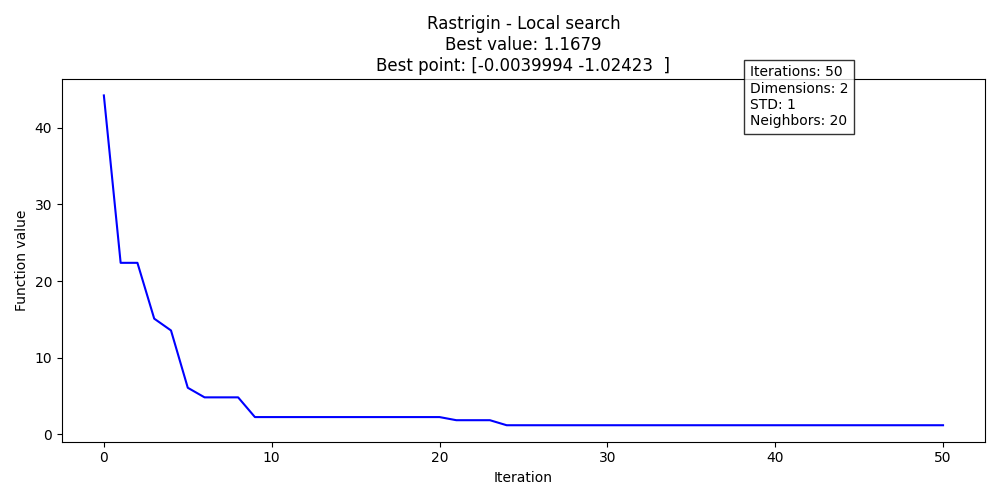 Rastrigin - Local search
Best value: 1.1679
Best point: [-0.0039994 -1.02423  ]
Iterations: 50
Dimensions: 2
STD: 1
Neighbors: 20
Function value
40
30
20
10
0
0
10
20
30
40
50
Iteration